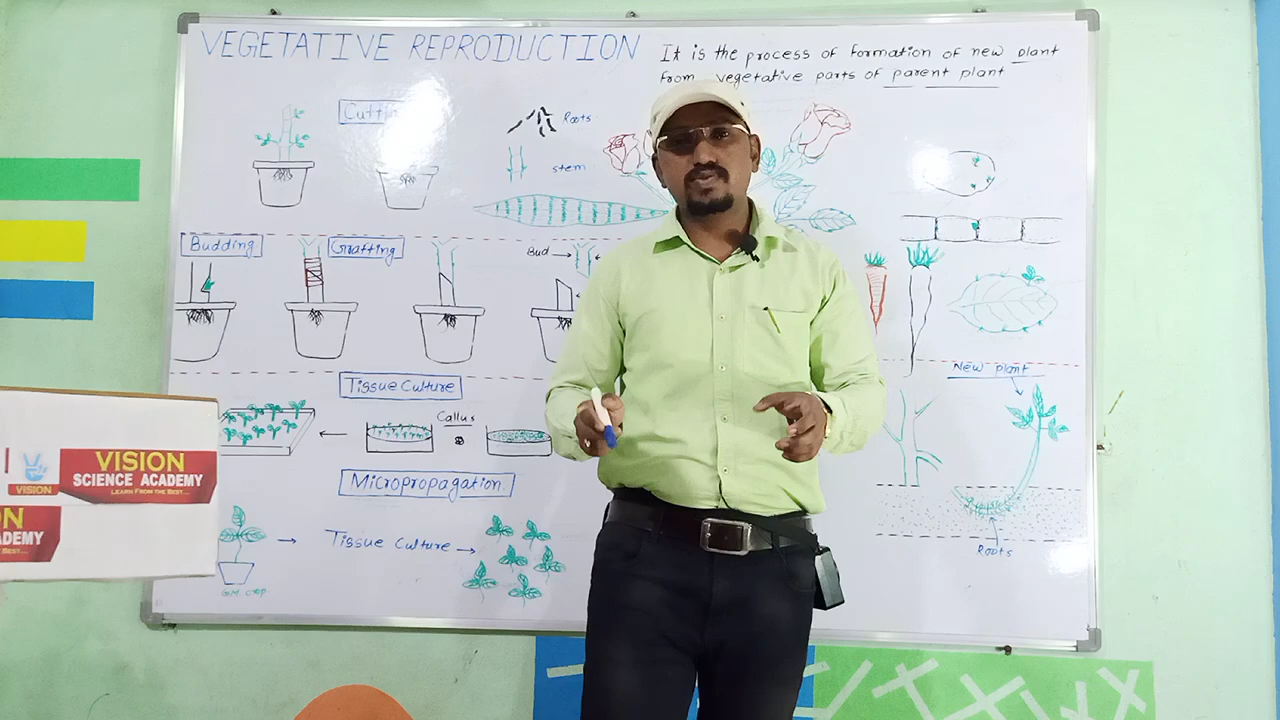 VEGETATIVE REPRODUCTION
It is the process of formation of new plant
from vegetative parts of parent plant
Roots
stem
Budding
Grafting
Bud
Tissue Culture
Callus
New plant
Micropropagation
VISION
VISION
SCIENCE ACADEMY
LEARN FROM THE BEST...
Tissue Culture
Roots
G.M. crop